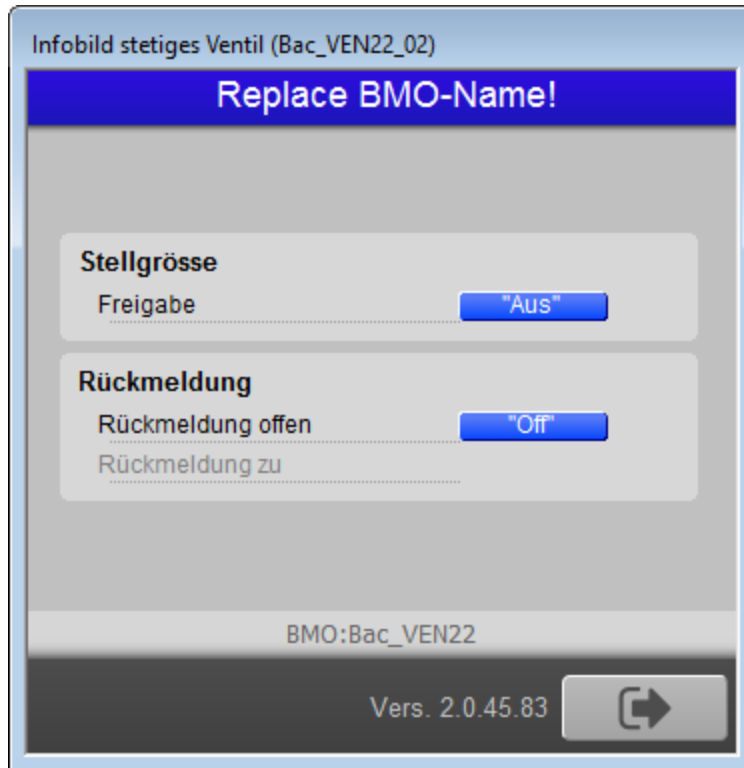 Infobild stetiges Ventil (Bac_VEN22_02)
Replace BMO-Name!
Stellgrösse
Freigabe "Aus"
Rückmeldung
Rückmeldung offen "Off"
Rückmeldung zu
BMO:Bac_VEN22
Vers. 2.0.45.83